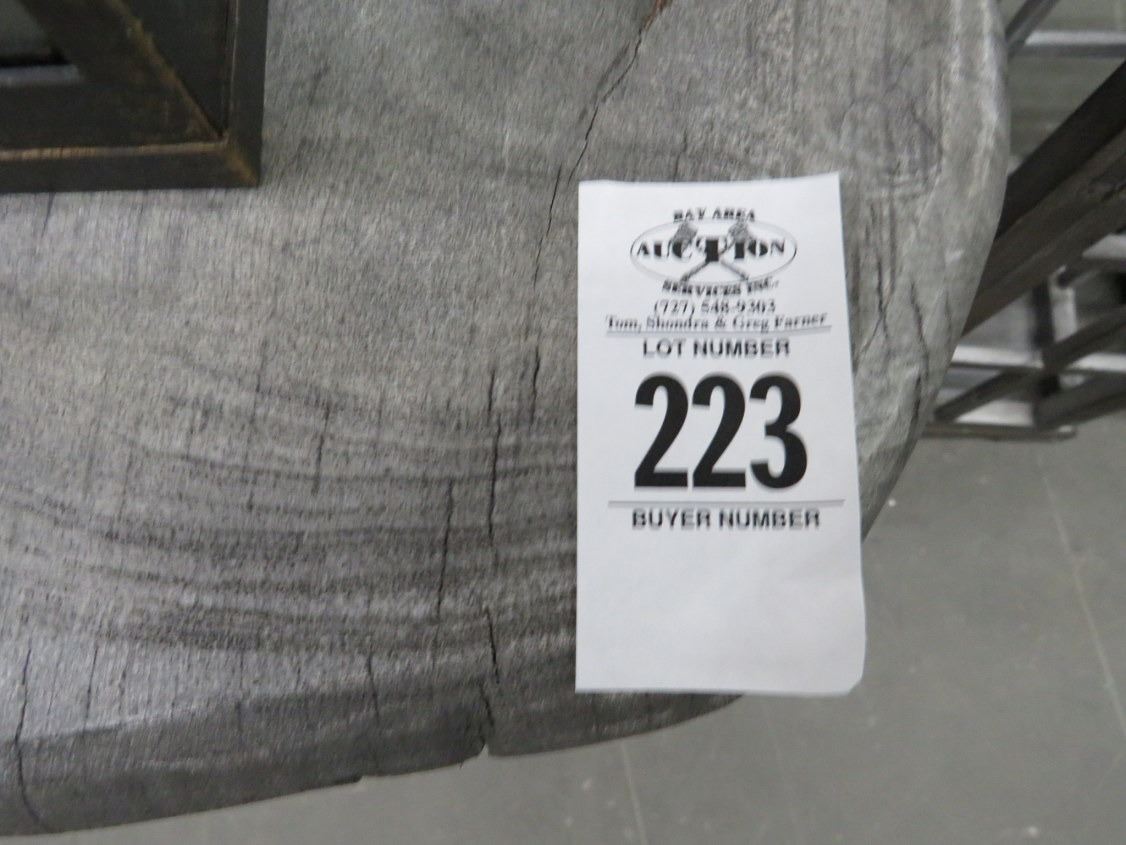 BAY AREA
AUCTION
SERVICES INC.
(727) 548-9303
Tom, Shondra & Greg Farner
LOT NUMBER
223
BUYER NUMBER